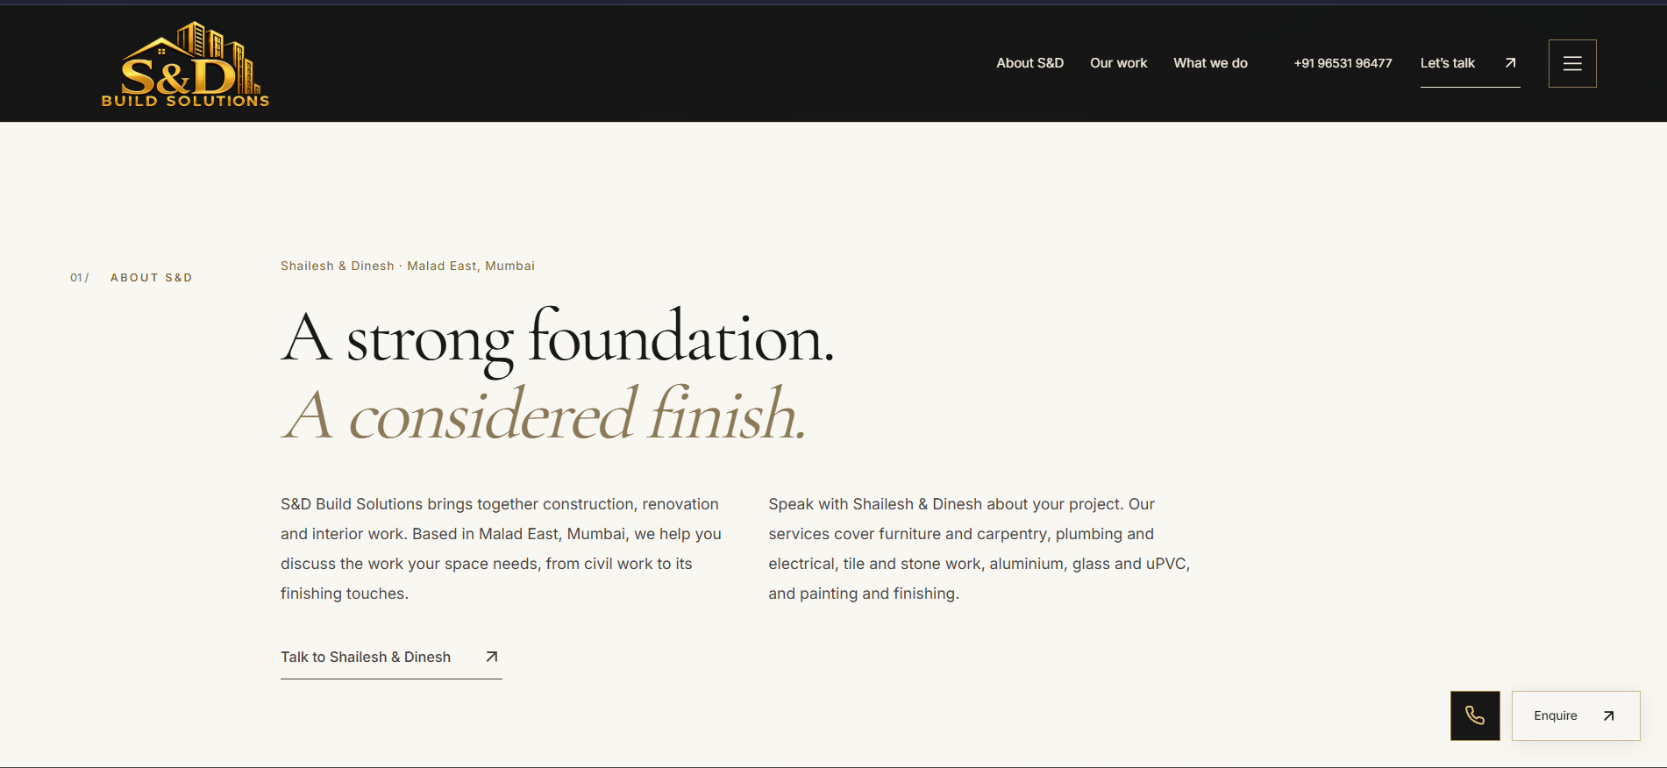 S&D
BUILD SOLUTIONS
About S&D
Our work
What we do
+91 96531 96477
Let's talk
01/ ABOUT S&D
Shailesh & Dinesh · Malad East, Mumbai
A strong foundation.
A considered finish.
S&D Build Solutions brings together construction, renovation
and interior work. Based in Malad East, Mumbai, we help you
discuss the work your space needs, from civil work to its
finishing touches.
Speak with Shailesh & Dinesh about your project. Our
services cover furniture and carpentry, plumbing and
electrical, tile and stone work, aluminium, glass and uPVC,
and painting and finishing.
Talk to Shailesh & Dinesh
Enquire